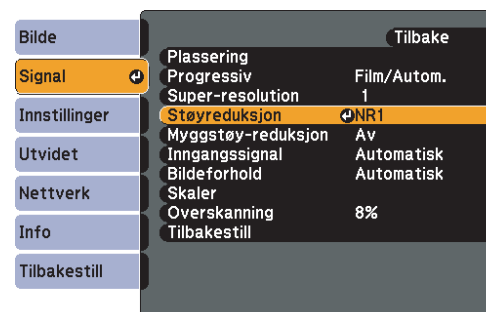 Bilde
Signal
Innstillinger
Utvidet
Nettverk
Info
Tilbakestill
Tilbake
Plassering
Progressiv Film/Autom.
Super-resolution 1
Støyreduksjon NR1
Myggstøy-reduksjon Av
Inngangssignal Automatisk
Bildeforhold Automatisk
Skaler
Overskanning 8%
Tilbakestill